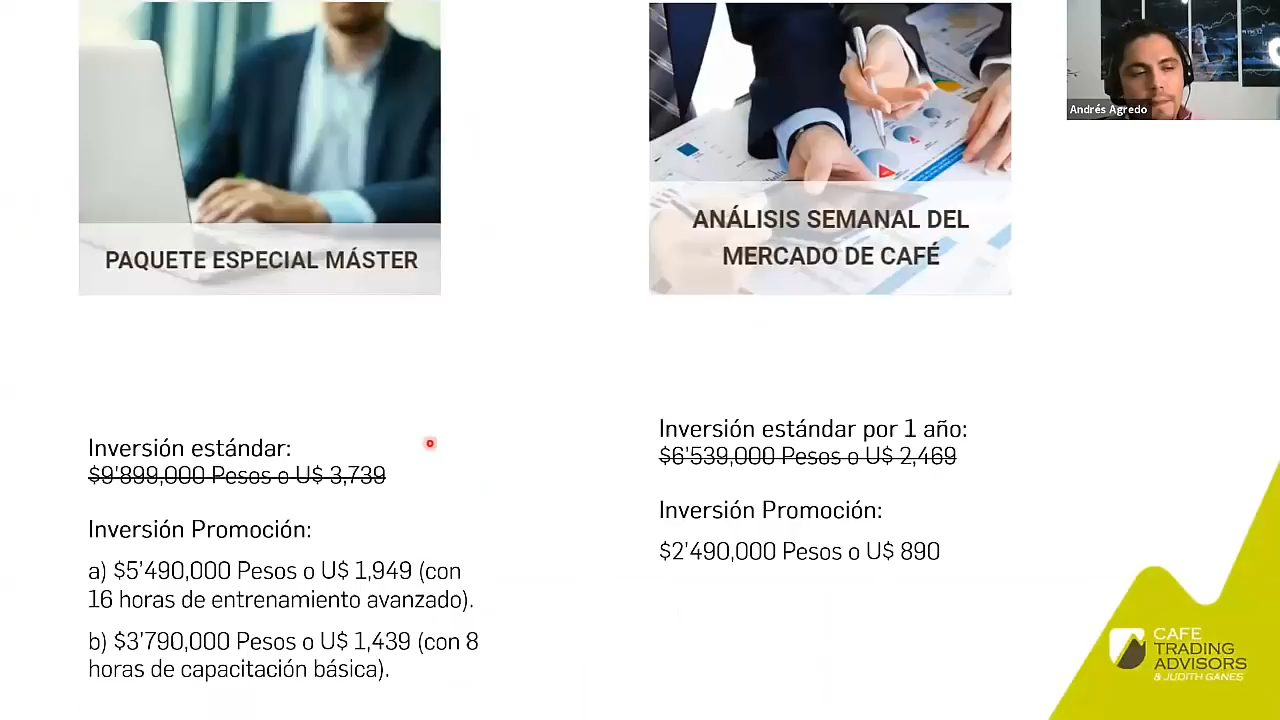 PAQUETE ESPECIAL MÁSTER
ANÁLISIS SEMANAL DEL
MERCADO DE CAFÉ
Andrés Agredo
Inversión estándar:
$9'899,000 Pesos o U$ 3,739
Inversión Promoción:
a) $5'490,000 Pesos o U$ 1,949 (con
16 horas de entrenamiento avanzado).
b) $3'790,000 Pesos o U$ 1,439 (con 8
horas de capacitación básica).
Inversión estándar por 1 año:
$6'539,000 Pesos o U$ 2,469
Inversión Promoción:
$2'490,000 Pesos o U$ 890
CAFE
TRADING
ADVISORS
& JUDITH GANES